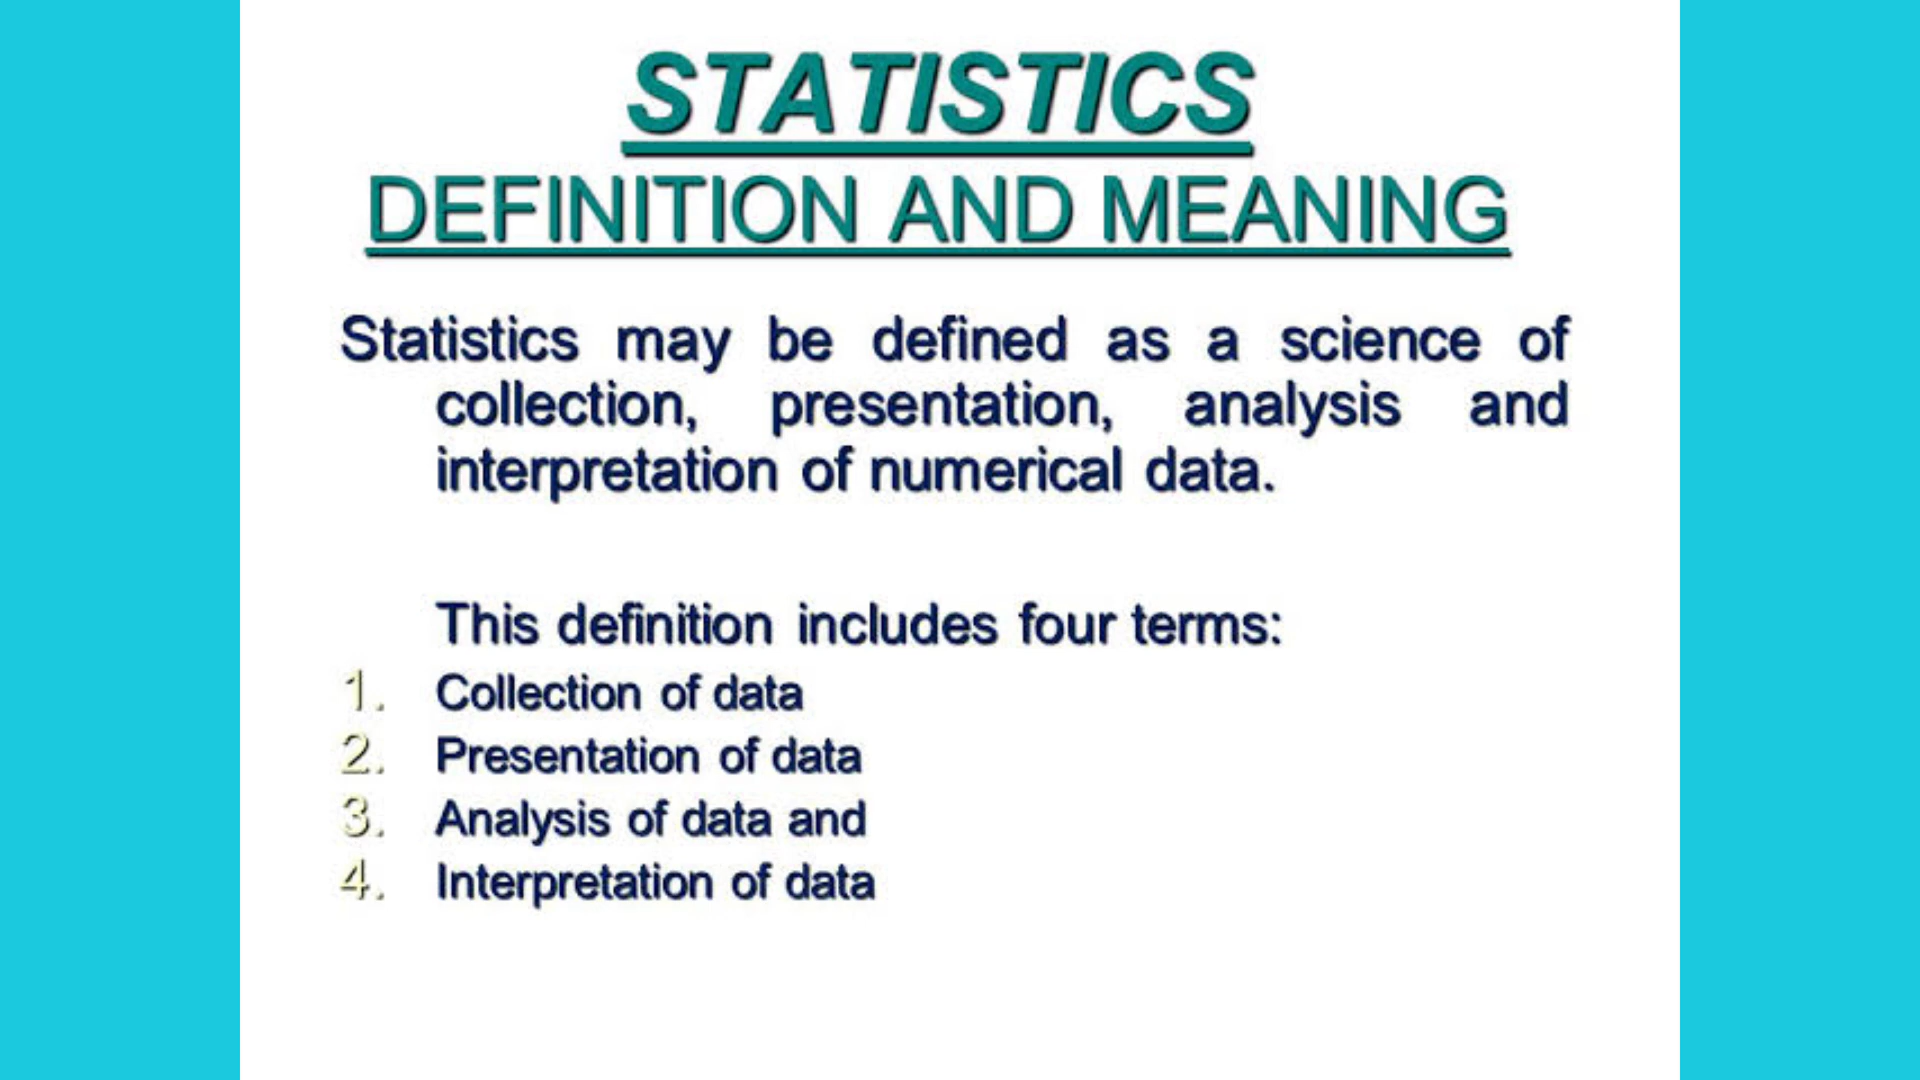 STATISTICS
DEFINITION AND MEANING
Statistics may be defined as a science of
collection, presentation, analysis and
interpretation of numerical data.
This definition includes four terms:
1. Collection of data
2. Presentation of data
3. Analysis of data and
4. Interpretation of data